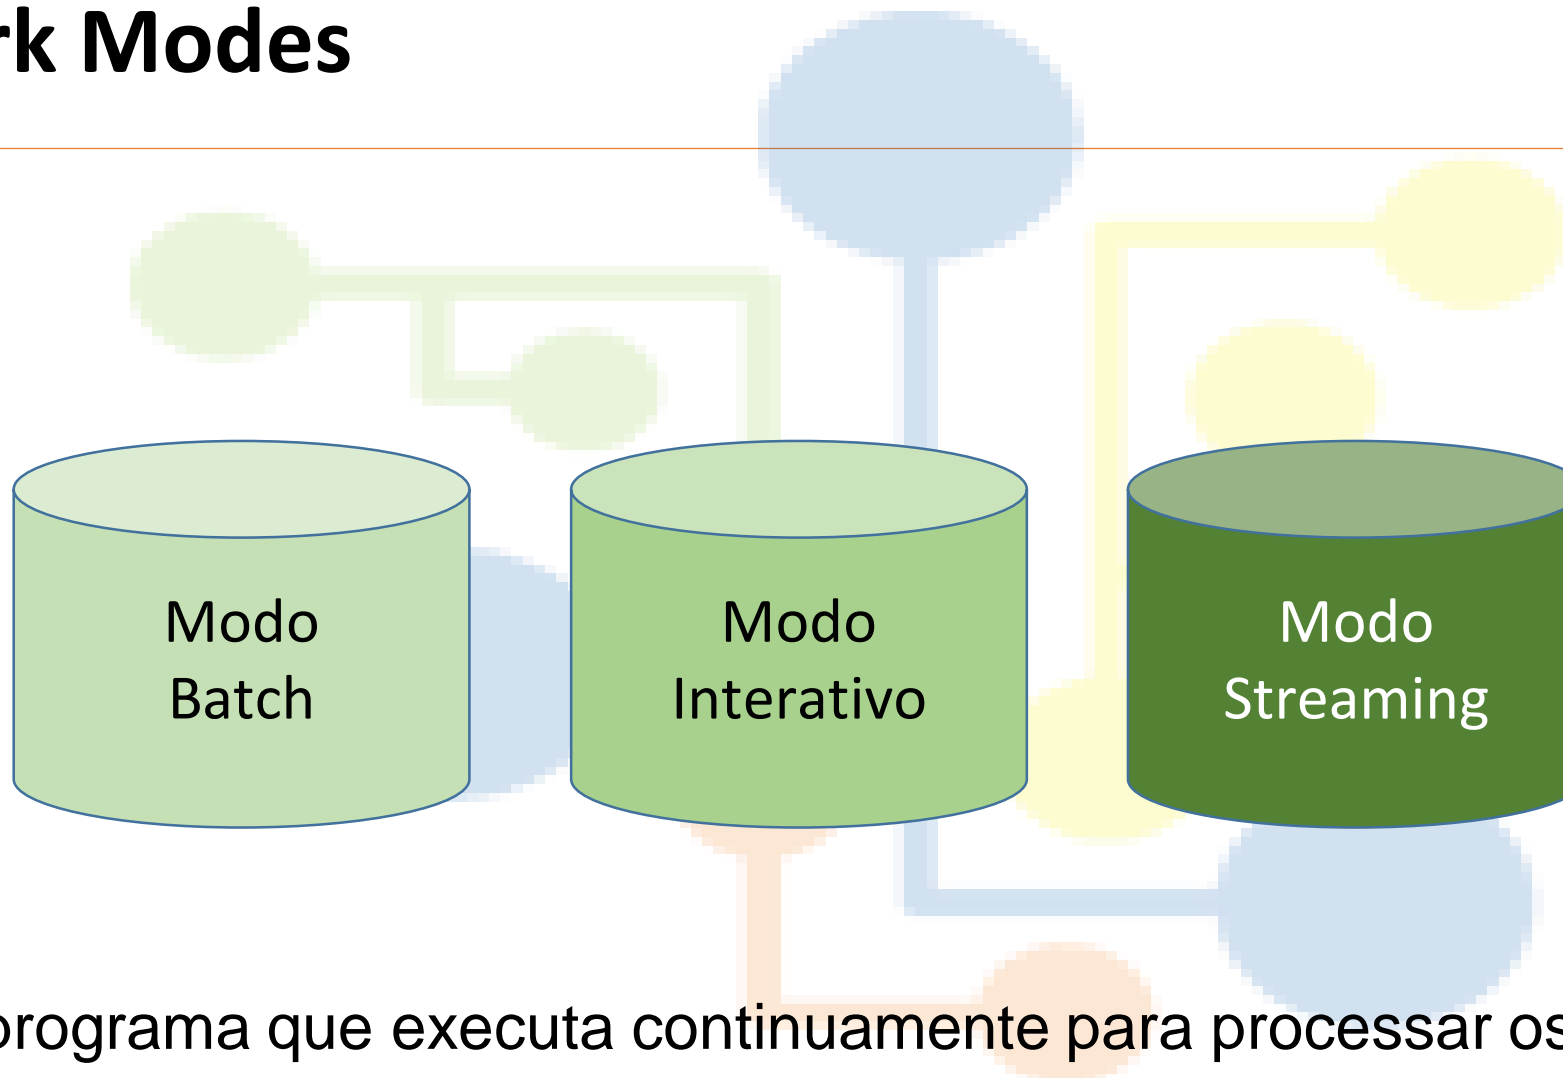 rk Modes
Modo
Batch
Modo
Interativo
Modo
Streaming
programa que executa continuamente para processar os